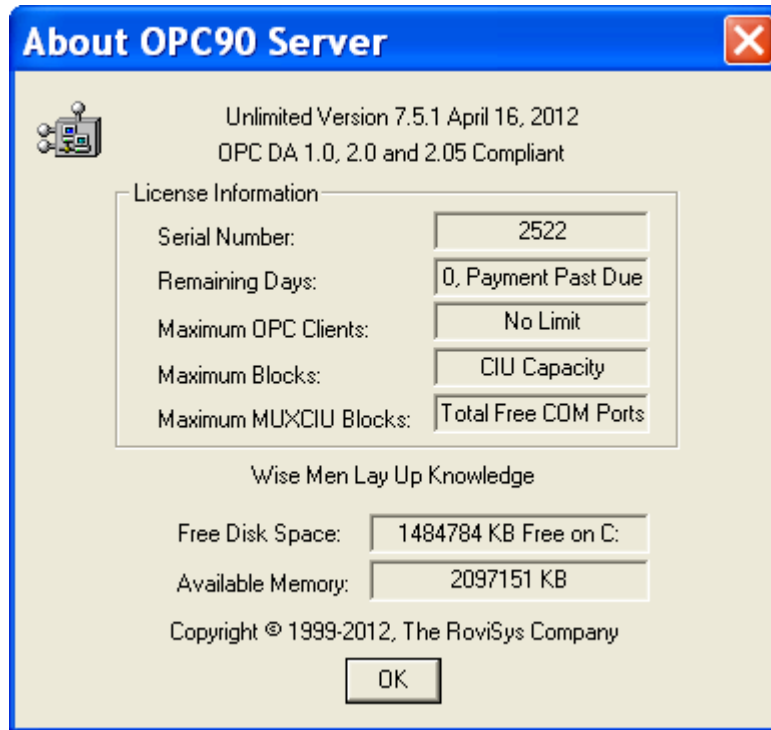 About OPC90 Server
Unlimited Version 7.5.1 April 16, 2012
OPC DA 1.0, 2.0 and 2.05 Compliant
License Information
Serial Number: 2522
Remaining Days: 0, Payment Past Due
Maximum OPC Clients: No Limit
Maximum Blocks: CIU Capacity
Maximum MUXCIU Blocks: Total Free COM Ports
Wise Men Lay Up Knowledge
Free Disk Space: 1484784 KB Free on C:
Available Memory: 2097151 KB
Copyright © 1999-2012, The RoviSys Company
OK